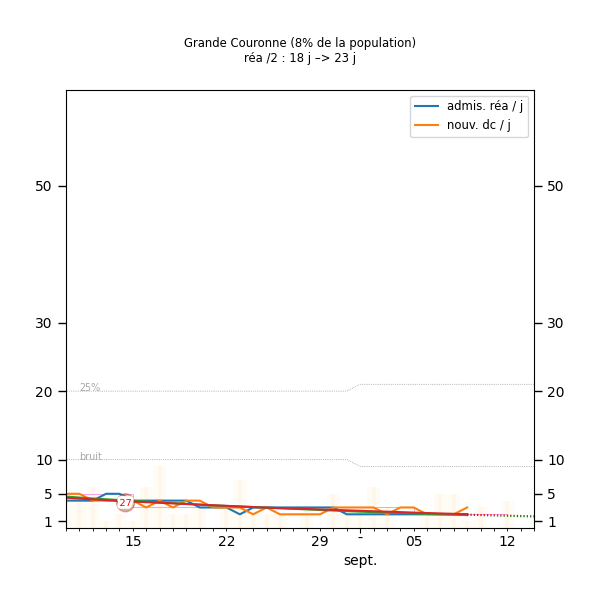 Grande Couronne (8% de la population)
réa /2 : 18 j –> 23 j
admis. réa / j
nouv. dc / j
50 50
30 30
25%
20 20
bruit
10 10
5 5
27
1 1
15 22 29 - 05 12
sept.